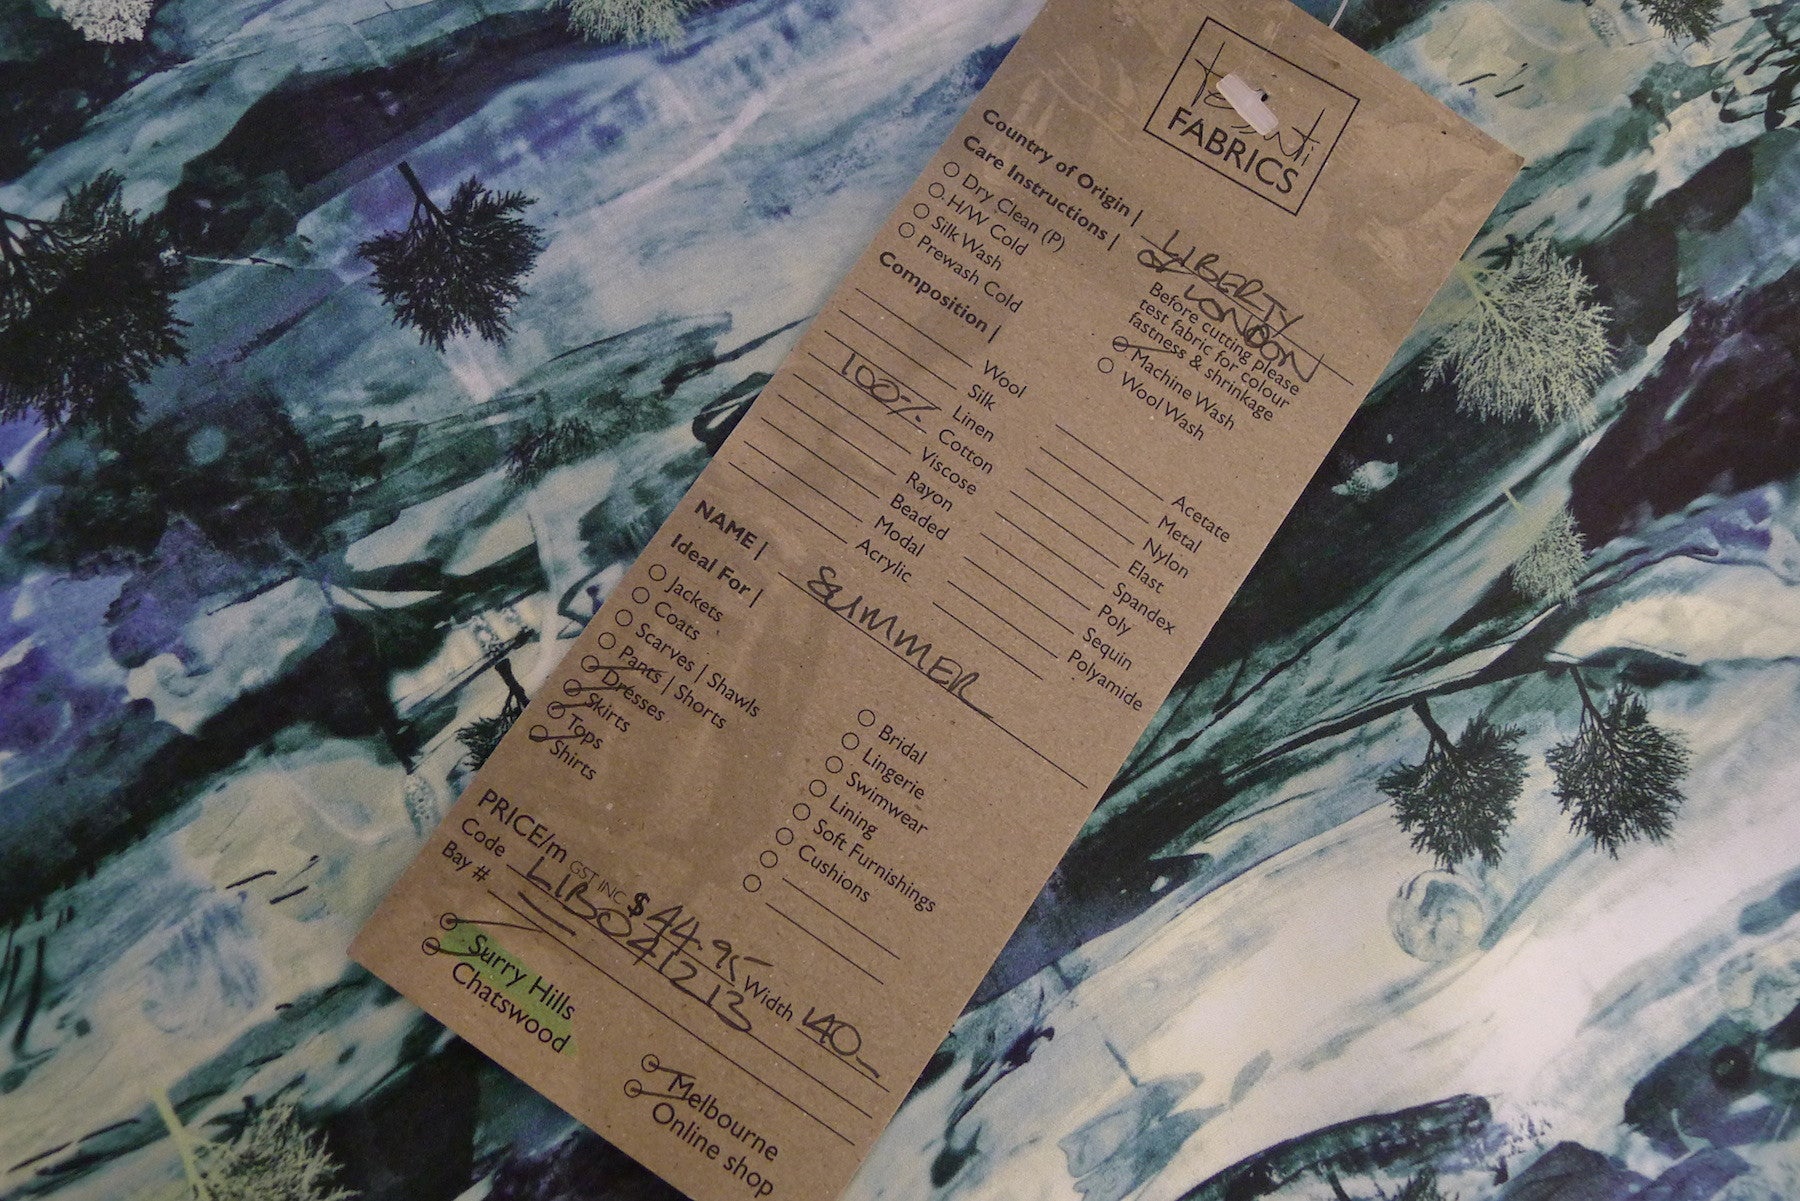 tessuti
FABRICS
Country of Origin | LIBERTY
OF LONDON
Care Instructions |
Dry Clean (P)
H/W Cold
Silk Wash
Prewash Cold
Before cutting please
test fabric for colour
fastness & shrinkage
Machine Wash
Wool Wash
Composition |
Wool
Silk
Linen
100% Cotton
Viscose
Rayon
Beaded
Modal
Acrylic
Acetate
Metal
Nylon
Elast
Spandex
Poly
Sequin
Polyamide
NAME | SUMMER
Ideal For |
Jackets
Coats
Scarves | Shawls
Pants | Shorts
Dresses
Skirts
Tops
Shirts
Bridal
Lingerie
Swimwear
Lining
Soft Furnishings
Cushions
PRICE/m GST INC $ 44.95 Width 140
Code LIB041213
Bay #
Surry Hills
Chatswood
Melbourne
Online shop